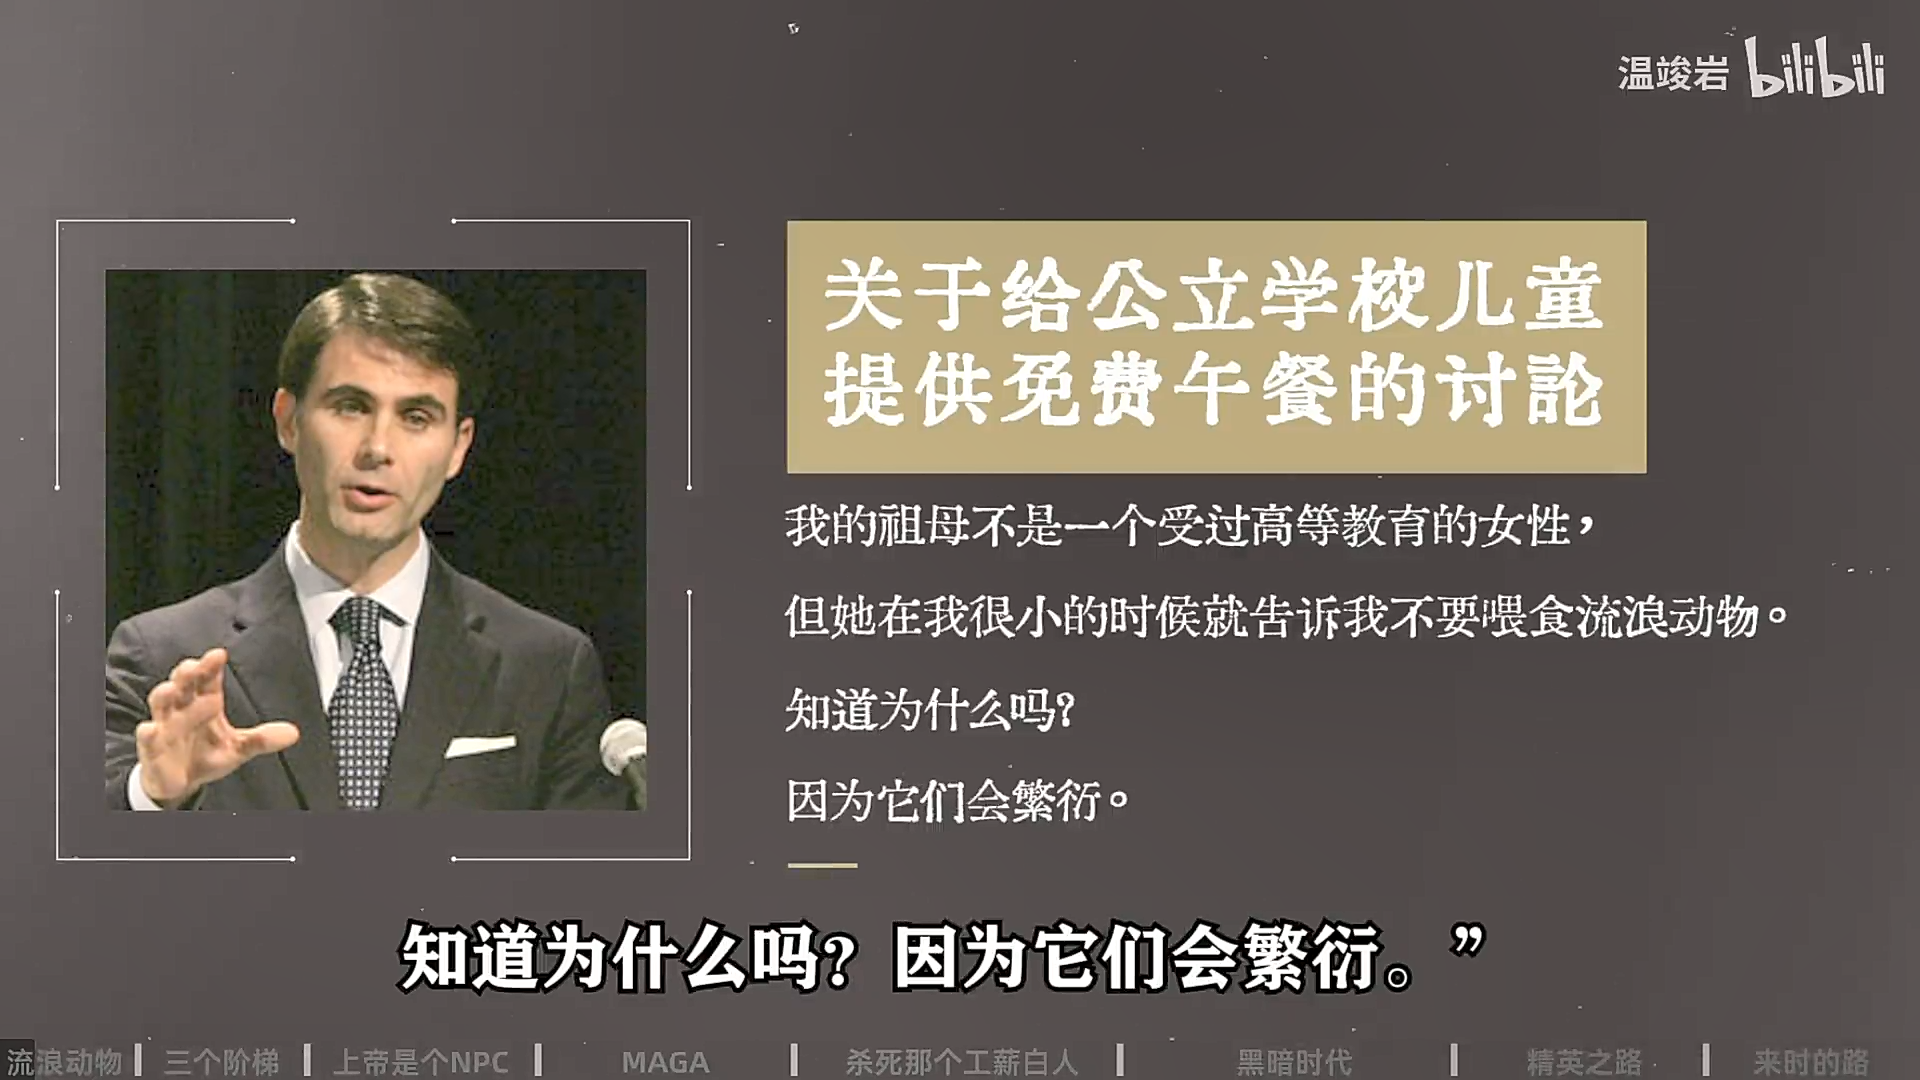 温竣岩 bilibili
关于给公立学校儿童
提供免费午餐的讨論
我的祖母不是一个受过高等教育的女性，
但她在我很小的时候就告诉我不要喂食流浪动物。
知道为什么吗？
因为它们会繁衍。
知道为什么吗？因为它们会繁衍。”
流浪动物 | 三个阶梯 | 上帝是个NPC | MAGA | 杀死那个工薪白人 | 黑暗时代 | 精英之路 | 来时的路